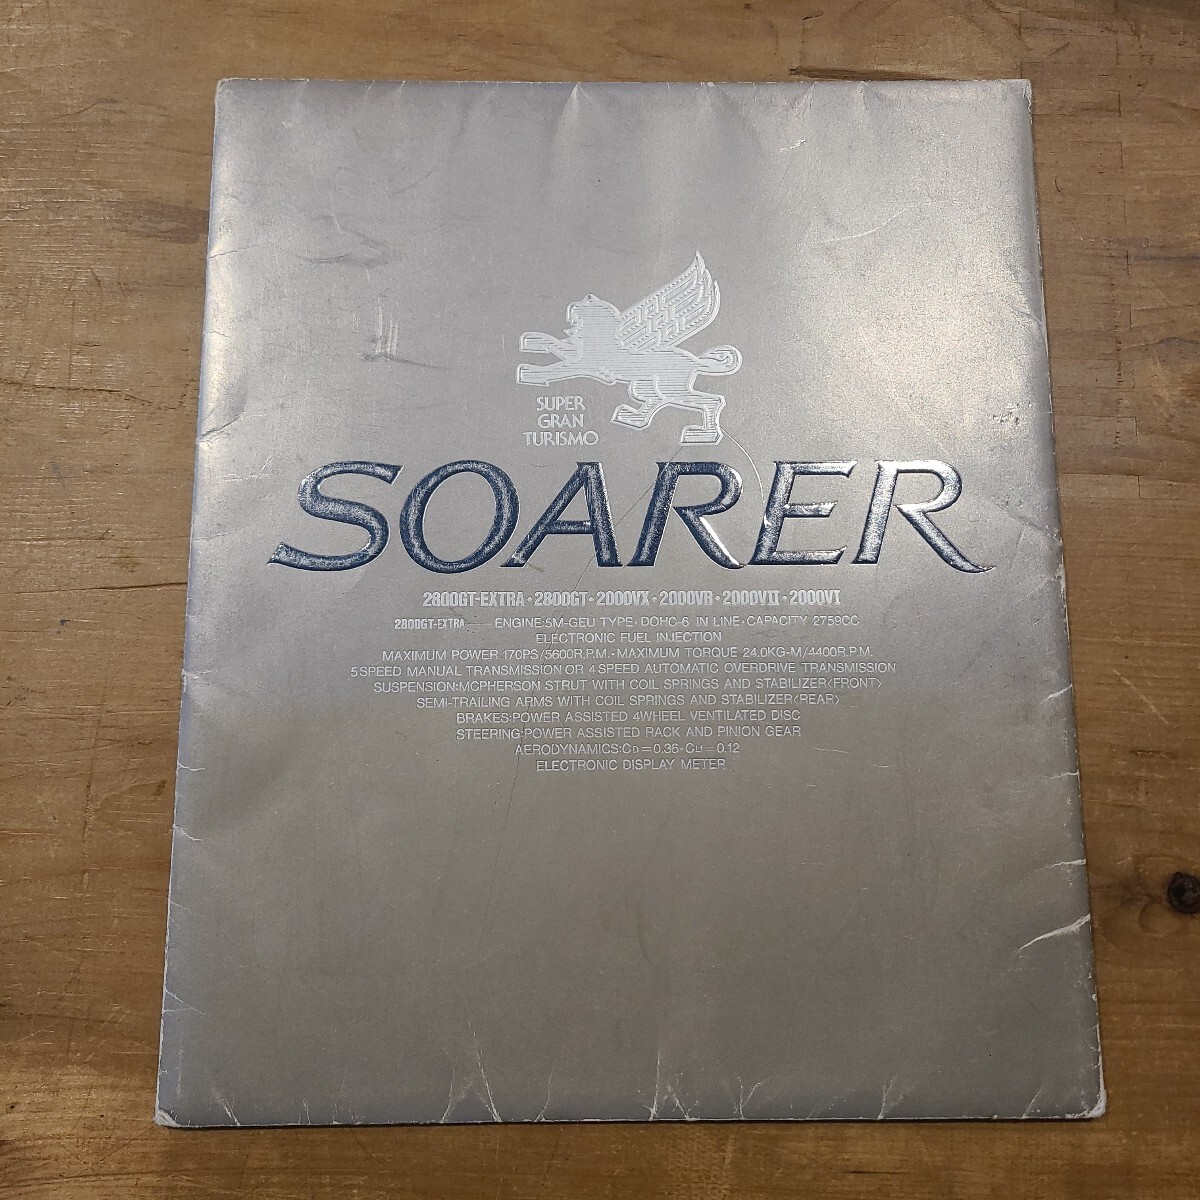 SUPER
GRAN
TURISMO
SOARER
2800GT-EXTRA・2800GT・2000VX・2000VR・2000VII・2000VI
2800GT-EXTRA——ENGINE:5M-GEU TYPE・DOHC-6 IN LINE・CAPACITY 2759CC
ELECTRONIC FUEL INJECTION
MAXIMUM POWER 170PS/5600R.P.M.・MAXIMUM TORQUE 24.0KG-M/4400R.P.M.
5 SPEED MANUAL TRANSMISSION OR 4 SPEED AUTOMATIC OVERDRIVE TRANSMISSION
SUSPENSION:MCPHERSON STRUT WITH COIL SPRINGS AND STABILIZER<FRONT>
SEMI-TRAILING ARMS WITH COIL SPRINGS AND STABILIZER<REAR>
BRAKES:POWER ASSISTED 4WHEEL VENTILATED DISC
STEERING:POWER ASSISTED RACK AND PINION GEAR
AERODYNAMICS:CD=0.36・CLF=0.12
ELECTRONIC DISPLAY METER